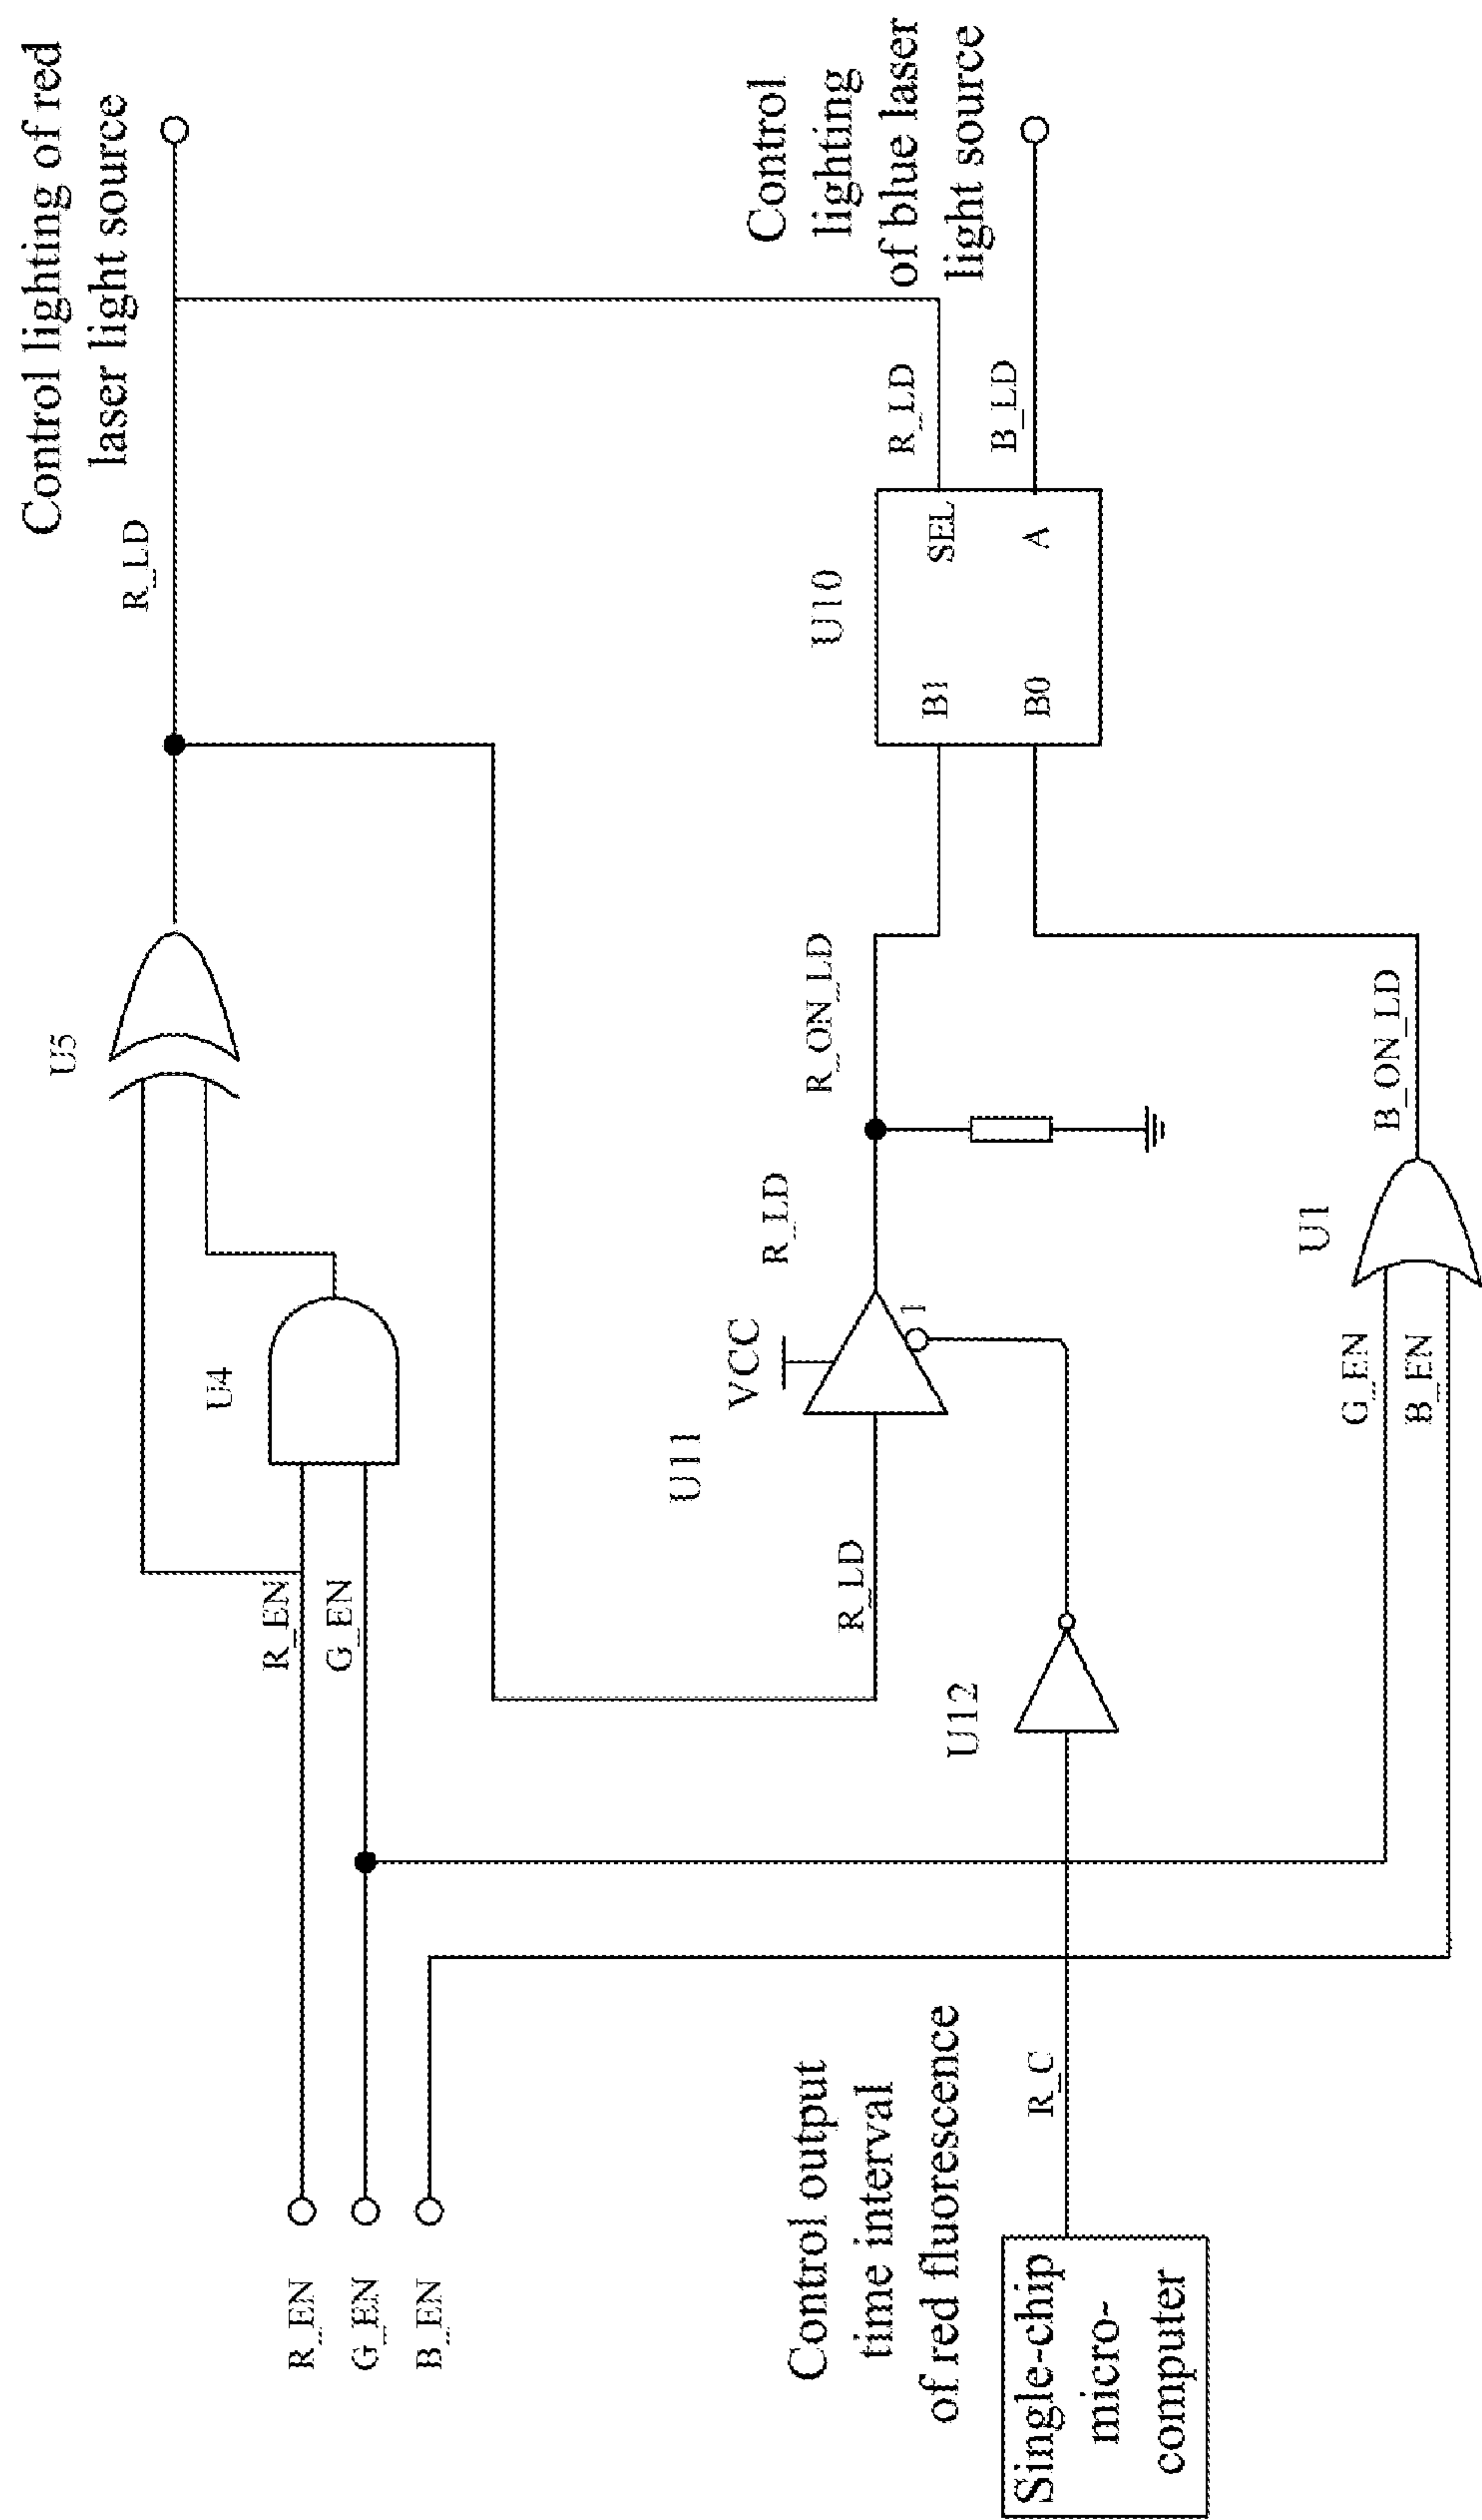 Control lighting of red
laser light source
R_LD
U5
U4
R_EN
G_EN
R_EN
G_EN
B_EN
VCC
U11
R_LD
R_LD
1
R_ON_LD
U10
B1
SEL
B0
A
R_LD
B_LD
Control
lighting
of blue laser
light source
U12
Control output
time interval
of red fluorescence
R_C
Single-chip
micro-
computer
U1
G_EN
B_EN
B_ON_LD